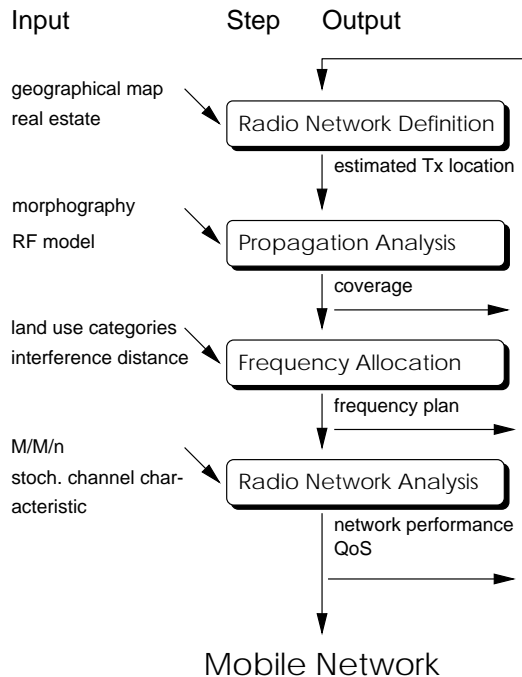 Input Step Output
geographical map
real estate
Radio Network Definition
estimated Tx location
morphography
RF model
Propagation Analysis
coverage
land use categories
interference distance
Frequency Allocation
frequency plan
M/M/n
stoch. channel char-
acteristic
Radio Network Analysis
network performance
QoS
Mobile Network